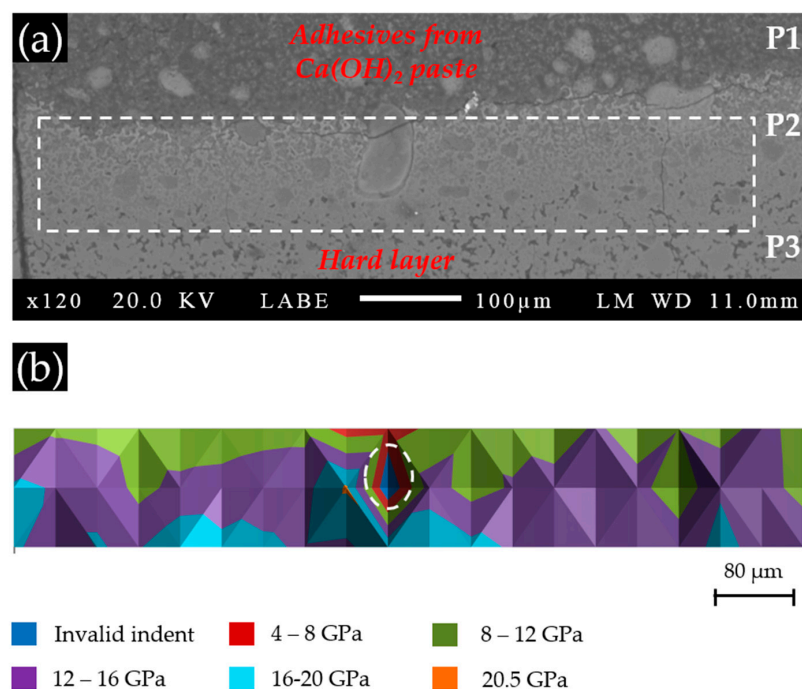 (a)
Adhesives from
Ca(OH)2 paste
P1
P2
P3
Hard layer
x120 20.0 KV LABE 100µm LM WD 11.0mm
(b)
80 µm
Invalid indent
4 – 8 GPa
8 – 12 GPa
12 – 16 GPa
16-20 GPa
20.5 GPa